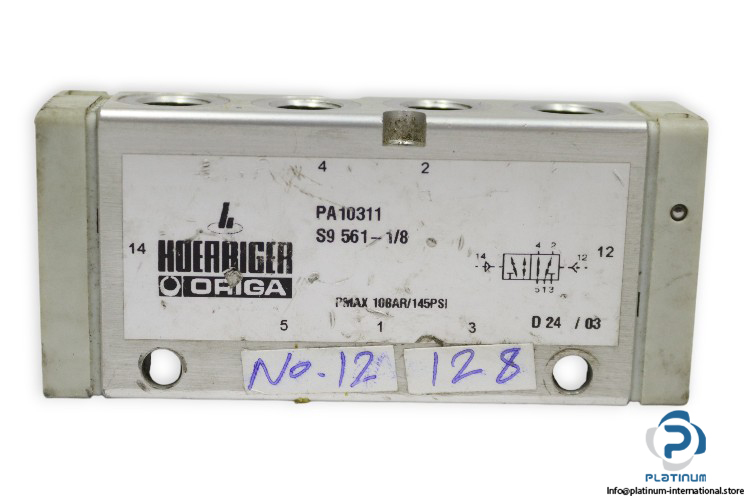 4 2
PA10311
S9 561-1/8
14
HOERBIGER
ORIGA
4 2
14 12
5 1 3
12
PMAX 10BAR/145PSI
D 24 / 03
5 1 3
No. 12 128
PLATINUM
Info@platinum-international.store